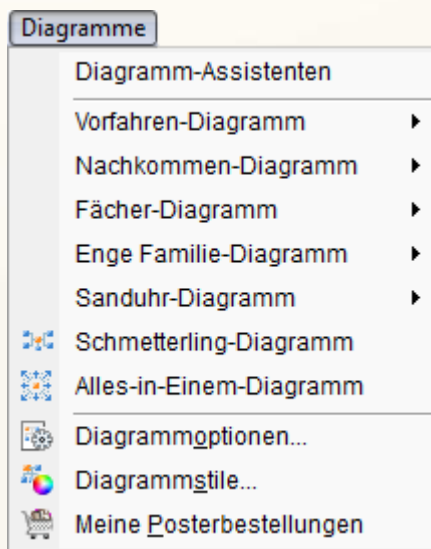 Diagramme
Diagramm-Assistenten
Vorfahren-Diagramm
Nachkommen-Diagramm
Fächer-Diagramm
Enge Familie-Diagramm
Sanduhr-Diagramm
Schmetterling-Diagramm
Alles-in-Einem-Diagramm
Diagrammoptionen...
Diagrammstile...
Meine Posterbestellungen